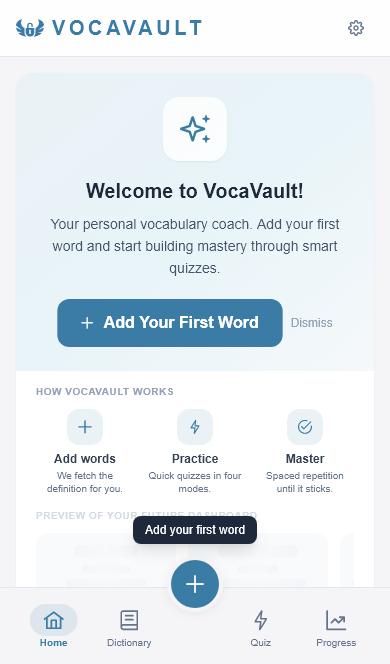 VOCAVAULT
Welcome to VocaVault!
Your personal vocabulary coach. Add your first
word and start building mastery through smart
quizzes.
Add Your First Word
Dismiss
HOW VOCAVAULT WORKS
Add words
We fetch the
definition for you.
Practice
Quick quizzes in four
modes.
Master
Spaced repetition
until it sticks.
PREVIEW OF YOUR FUTURE DASHBOARD
Add your first word
Home
Dictionary
Quiz
Progress